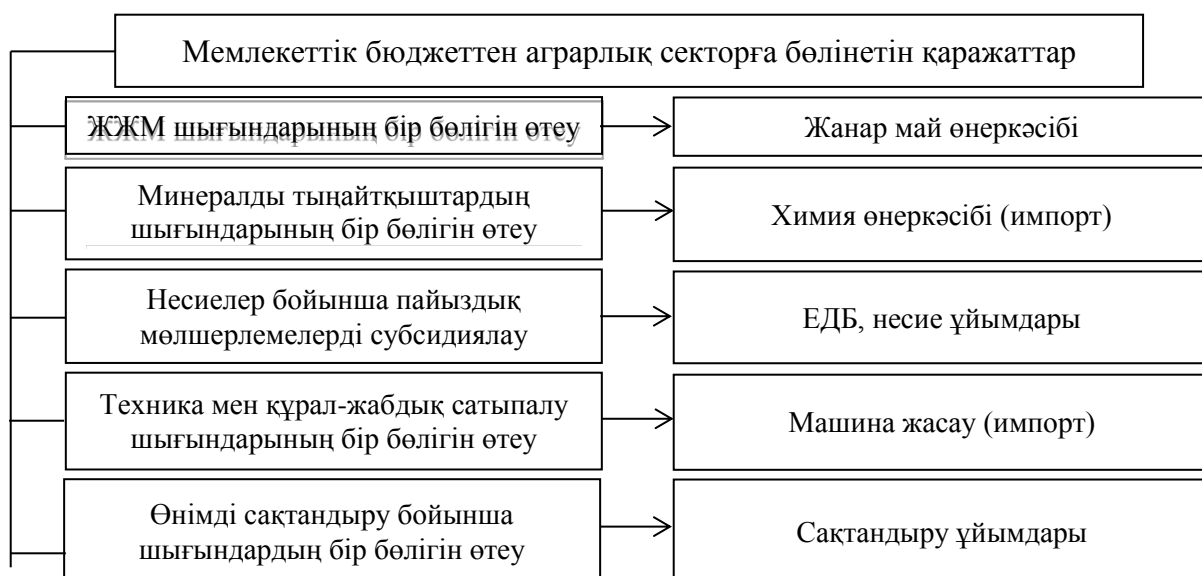 Мемлекеттік бюджеттен аграрлық секторға бөлінетін қаражаттар
ЖЖМ шығындарының бір бөлігін өтеу
Жанар май өнеркәсібі
Минералды тыңайтқыштардың
шығындарының бір бөлігін өтеу
Химия өнеркәсібі (импорт)
Несиелер бойынша пайыздық
мөлшерлемелерді субсидиялау
ЕДБ, несие ұйымдары
Техника мен құрал-жабдық сатыпалу
шығындарының бір бөлігін өтеу
Машина жасау (импорт)
Өнімді сақтандыру бойынша
шығындардың бір бөлігін өтеу
Сақтандыру ұйымдары